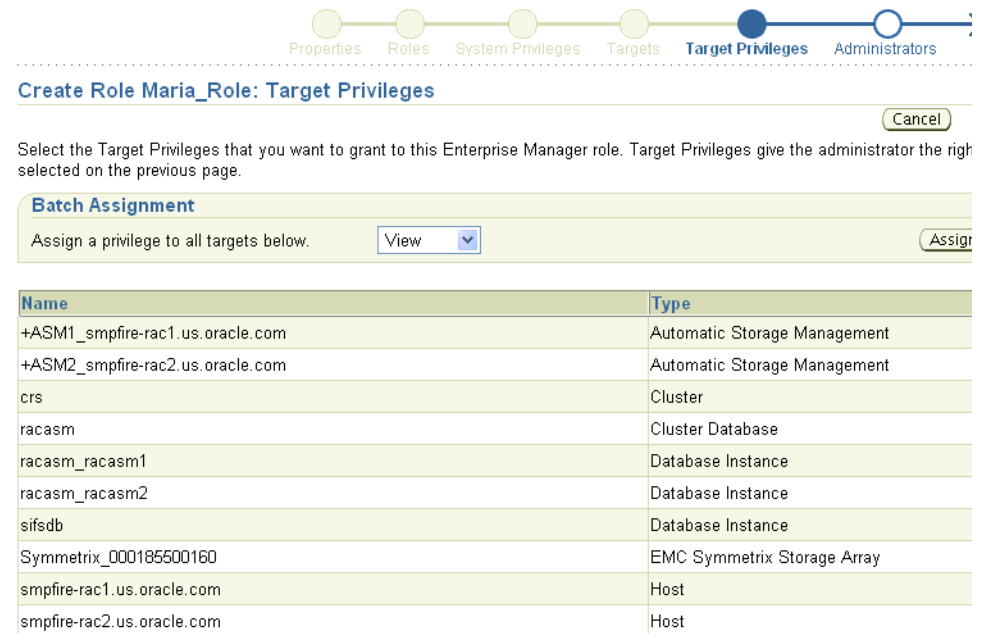 Properties Roles System Privileges Targets Target Privileges Administrators
Create Role Maria_Role: Target Privileges
Cancel
Select the Target Privileges that you want to grant to this Enterprise Manager role. Target Privileges give the administrator the righ
selected on the previous page.
Batch Assignment
Assign a privilege to all targets below. View Assign
Name Type
+ASM1_smpfire-rac1.us.oracle.com Automatic Storage Management
+ASM2_smpfire-rac2.us.oracle.com Automatic Storage Management
crs Cluster
racasm Cluster Database
racasm_racasm1 Database Instance
racasm_racasm2 Database Instance
sifsdb Database Instance
Symmetrix_000185500160 EMC Symmetrix Storage Array
smpfire-rac1.us.oracle.com Host
smpfire-rac2.us.oracle.com Host